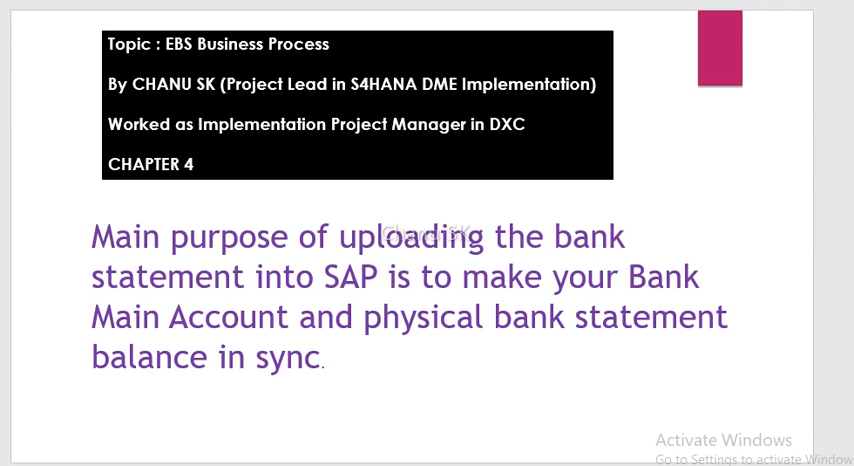 Topic : EBS Business Process
By CHANU SK (Project Lead in S4HANA DME Implementation)
Worked as Implementation Project Manager in DXC
CHAPTER 4
Chanu SK
Main purpose of uploading the bank
statement into SAP is to make your Bank
Main Account and physical bank statement
balance in sync.
Activate Windows
Go to Settings to activate Window